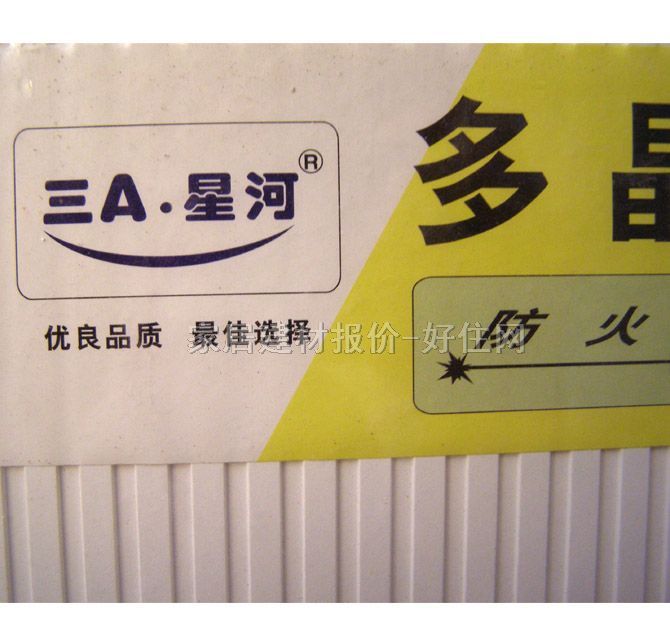 三A·星河®
优良品质 最佳选择
多晶
防火
家居建材报价-好住网